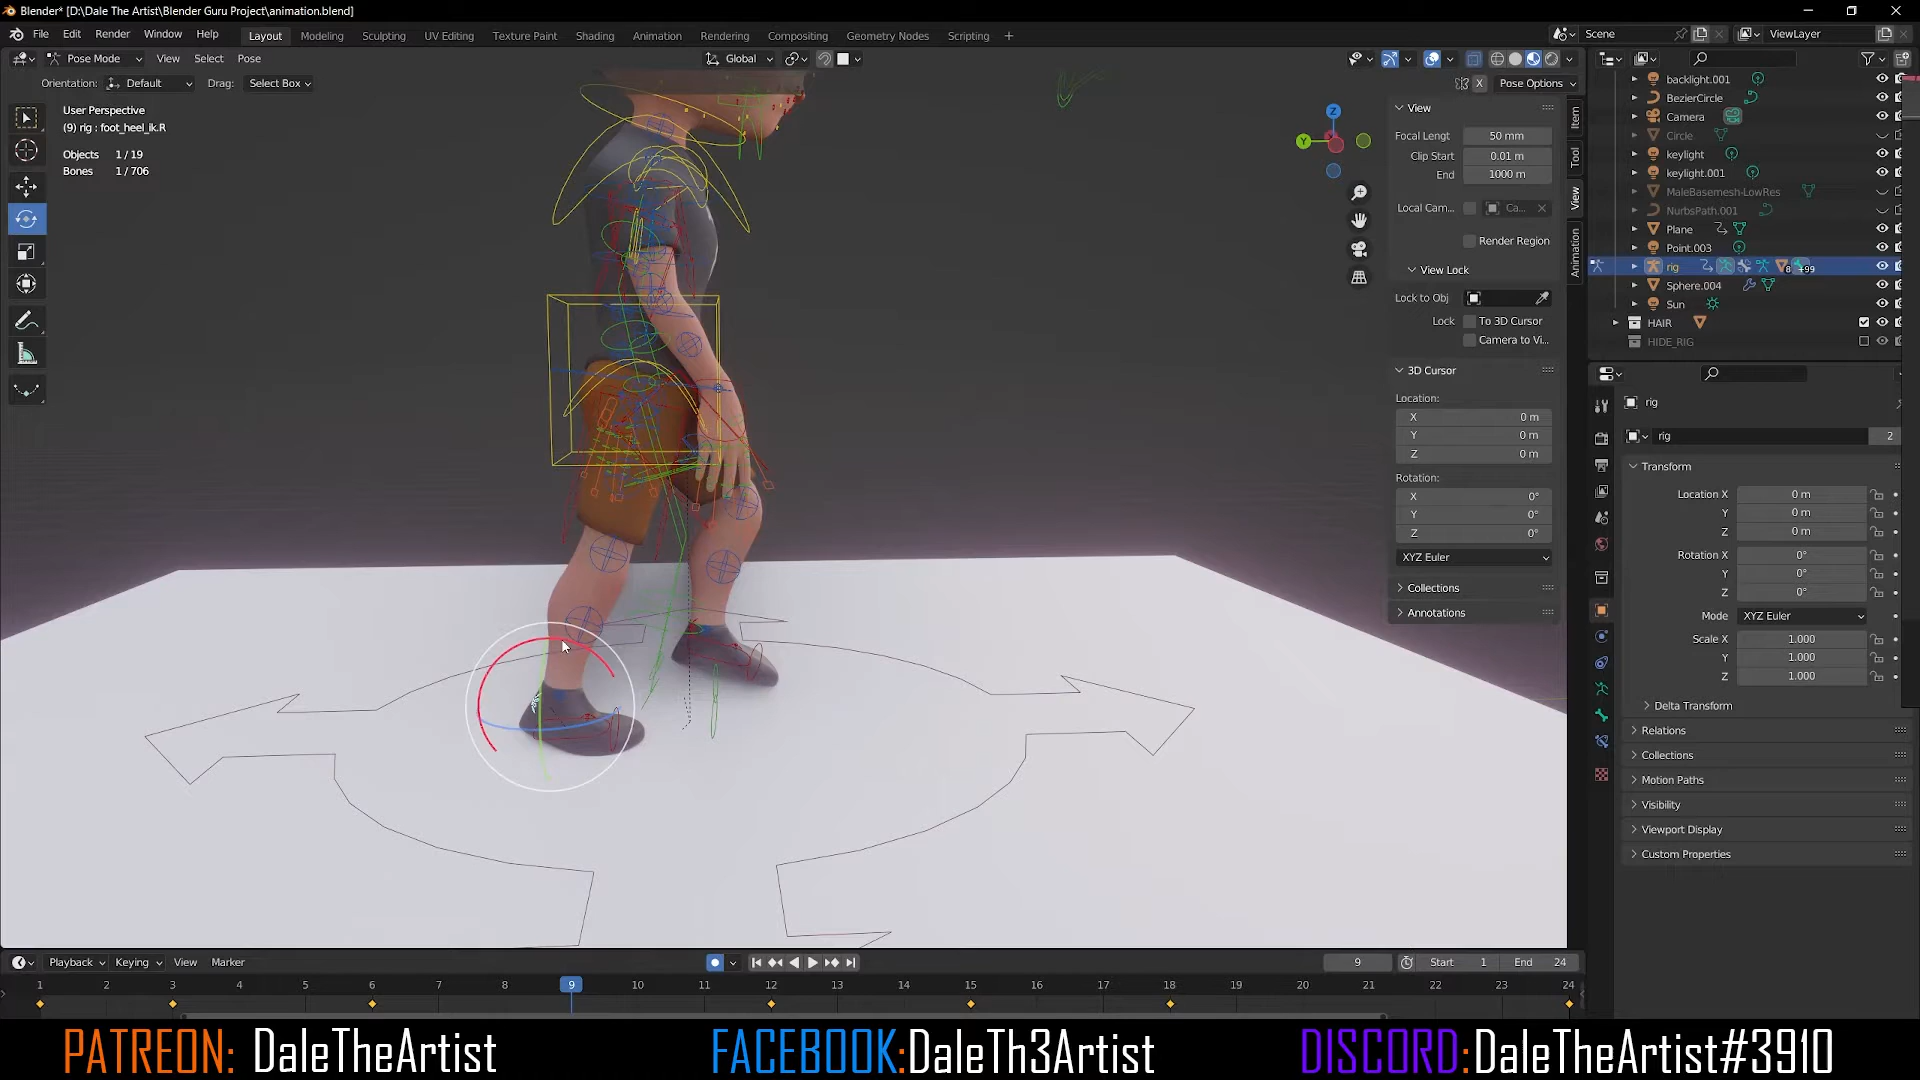 Blender* [D:\Dale The Artist\Blender Guru Project\animation.blend]
File Edit Render Window Help Layout Modeling Sculpting UV Editing Texture Paint Shading Animation Rendering Compositing Geometry Nodes Scripting + Scene ViewLayer
Pose Mode View Select Pose Global
Orientation: Default Drag: Select Box X Pose Options
User Perspective
(9) rig : foot_heel_ik.R
Objects 1 / 19
Bones 1 / 706
Z
Y
View
Focal Lengt 50 mm
Clip Start 0.01 m
End 1000 m
Local Cam... Ca...
Render Region
View Lock
Lock to Obj
Lock To 3D Cursor
Camera to Vi...
3D Cursor
Location:
X 0 m
Y 0 m
Z 0 m
Rotation:
X 0°
Y 0°
Z 0°
XYZ Euler
Collections
Annotations
Item
Tool
View
Animation
backlight.001
BezierCircle
Camera
Circle
keylight
keylight.001
MaleBasemesh-LowRes
NurbsPath.001
Plane
Point.003
rig 8 +99
Sphere.004
Sun
HAIR
HIDE_RIG
rig
rig 2
Transform
Location X 0 m
Y 0 m
Z 0 m
Rotation X 0°
Y 0°
Z 0°
Mode XYZ Euler
Scale X 1.000
Y 1.000
Z 1.000
Delta Transform
Relations
Collections
Motion Paths
Visibility
Viewport Display
Custom Properties
Playback Keying View Marker 9 Start 1 End 24
1 2 3 4 5 6 7 8 9 10 11 12 13 14 15 16 17 18 19 20 21 22 23 24
PATREON: DaleTheArtist FACEBOOK:DaleTh3Artist DISCORD:DaleTheArtist#3910